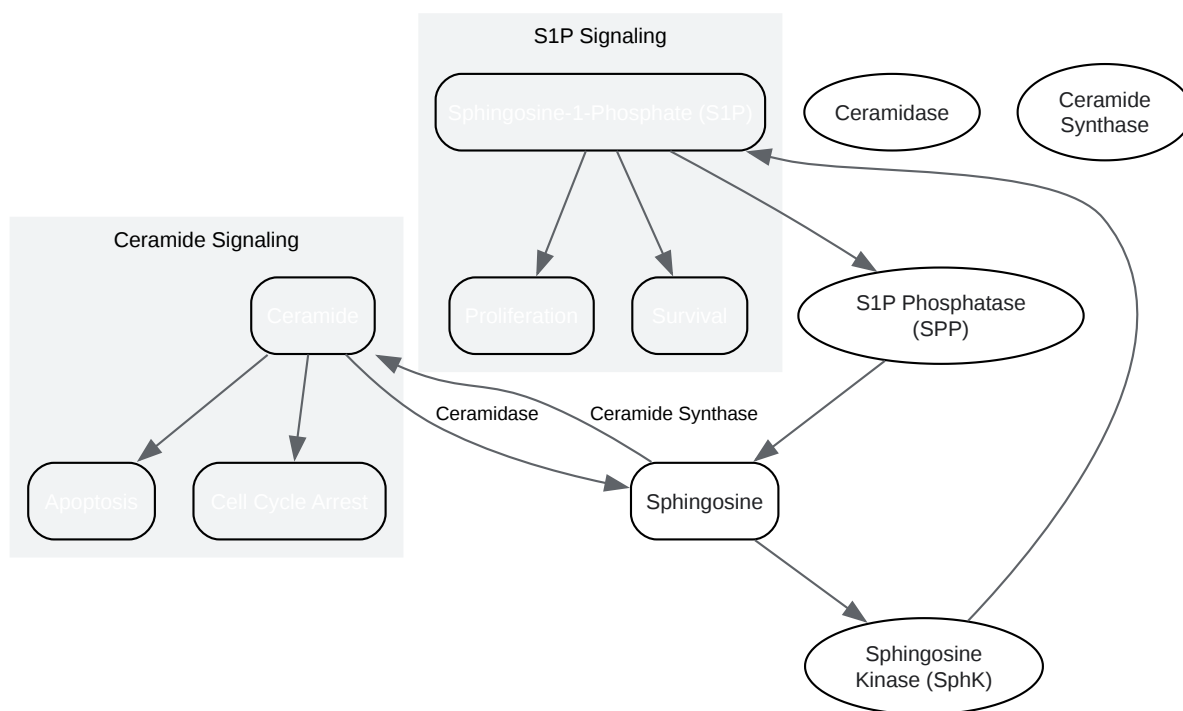 S1P Signaling
Sphingosine-1-Phosphate (S1P)
Ceramidase
Ceramide
Synthase
Ceramide Signaling
Ceramide
Proliferation
Survival
S1P Phosphatase
(SPP)
Ceramidase
Ceramide Synthase
Apoptosis
Cell Cycle Arrest
Sphingosine
Sphingosine
Kinase (SphK)